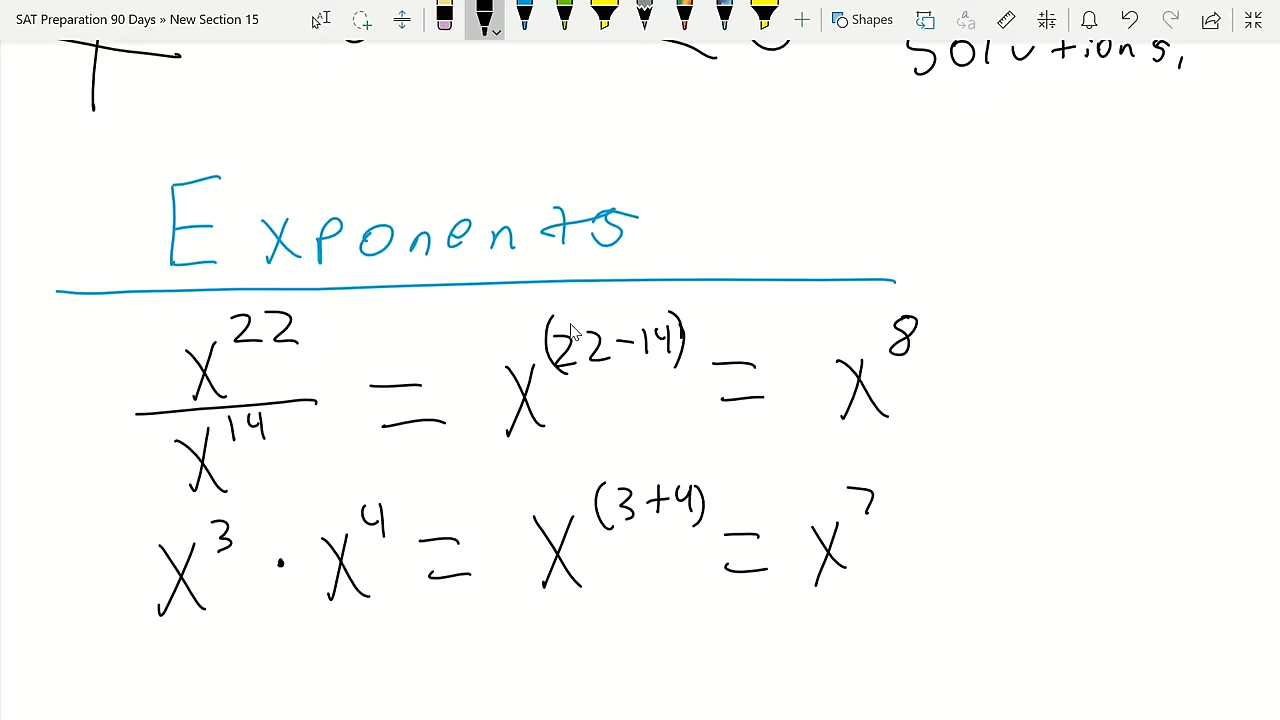 SAT Preparation 90 Days » New Section 15
Shapes
solutions,
Exponents
x^22 / x^14 = x^(22-14) = x^8
x^3 · x^4 = x^(3+4) = x^7